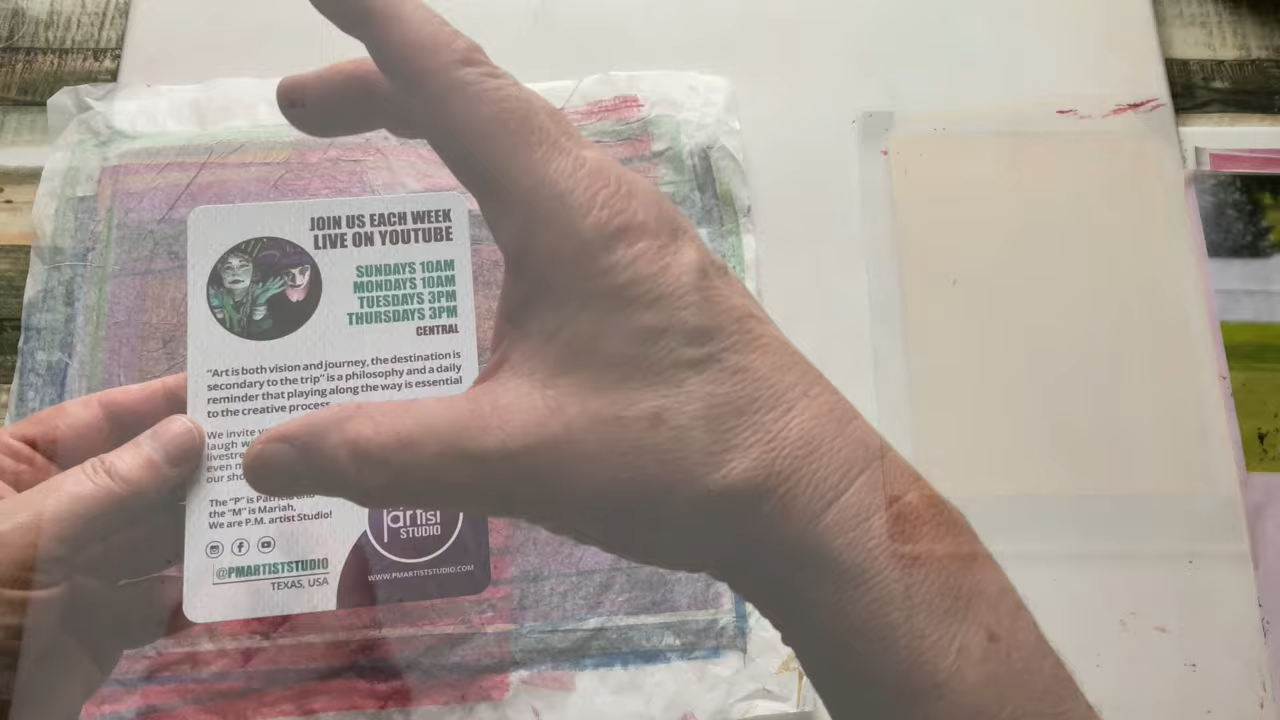 JOIN US EACH WEEK
LIVE ON YOUTUBE
SUNDAYS 10AM
MONDAYS 10AM
TUESDAYS 3PM
THURSDAYS 3PM
CENTRAL
"Art is both vision and journey, the destination is
secondary to the trip" is a philosophy and a daily
reminder that playing along the way is essential
to the creative process
We invite
laugh
even
our
The "P" is Patricia and
the "M" is Mariah,
We are P.M. artist Studio!
@PMARTISTSTUDIO
TEXAS, USA
artist
STUDIO
WWW.PMARTISTSTUDIO.COM